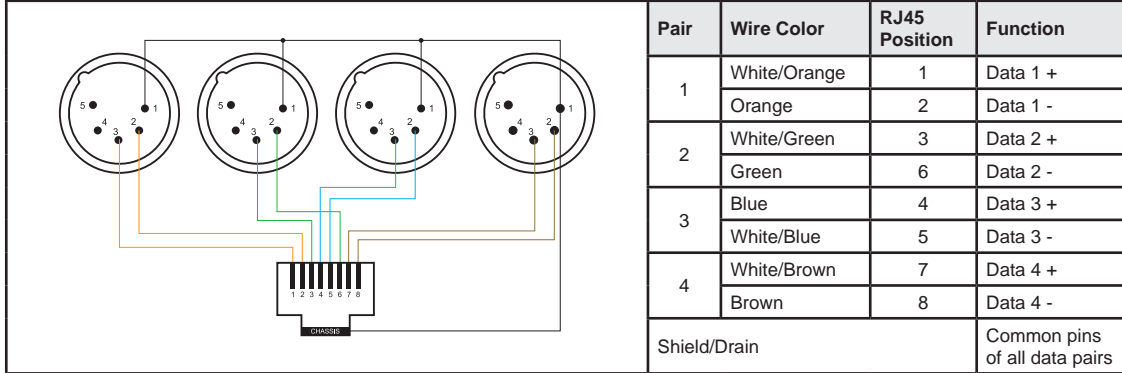 5 1 5 1 5 1 5 1
4 3 2 4 3 2 4 3 2 4 3 2
1 2 3 4 5 6 7 8
CHASSIS
Pair Wire Color RJ45 Position Function
1 White/Orange 1 Data 1 +
Orange 2 Data 1 -
2 White/Green 3 Data 2 +
Green 6 Data 2 -
3 Blue 4 Data 3 +
White/Blue 5 Data 3 -
4 White/Brown 7 Data 4 +
Brown 8 Data 4 -
Shield/Drain Common pins
of all data pairs